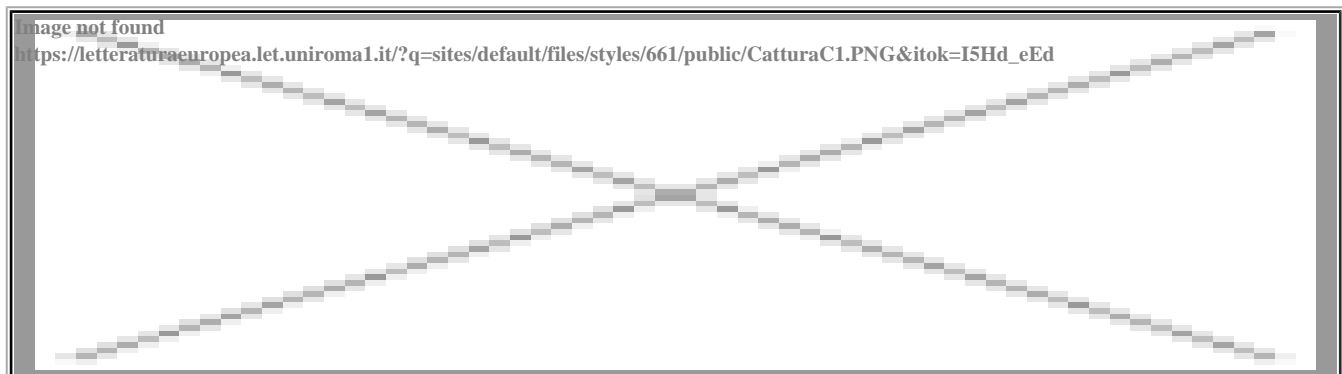 Image not found
https://letteraturaeuropea.let.uniroma1.it/?q=sites/default/files/styles/661/public/CatturaC1.PNG&itok=I5Hd_eEd